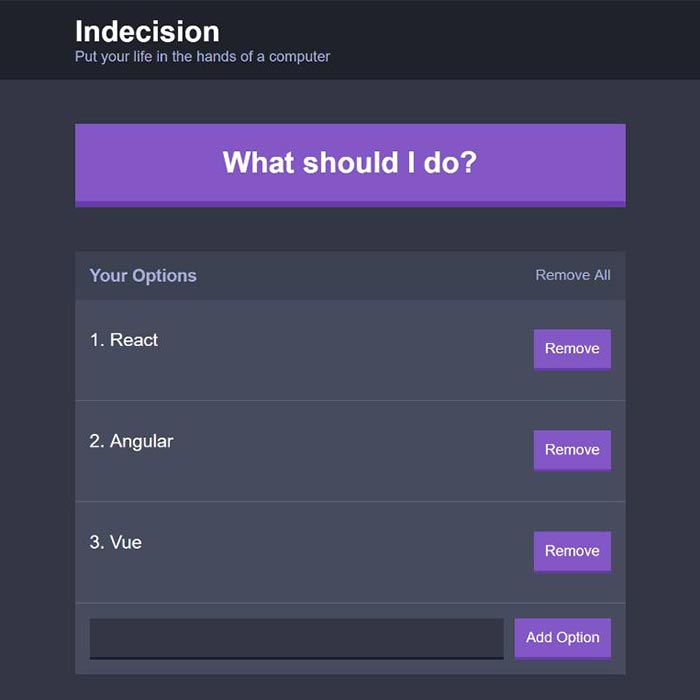 Indecision
Put your life in the hands of a computer
What should I do?
Your Options
Remove All
1. React
Remove
2. Angular
Remove
3. Vue
Remove
Add Option